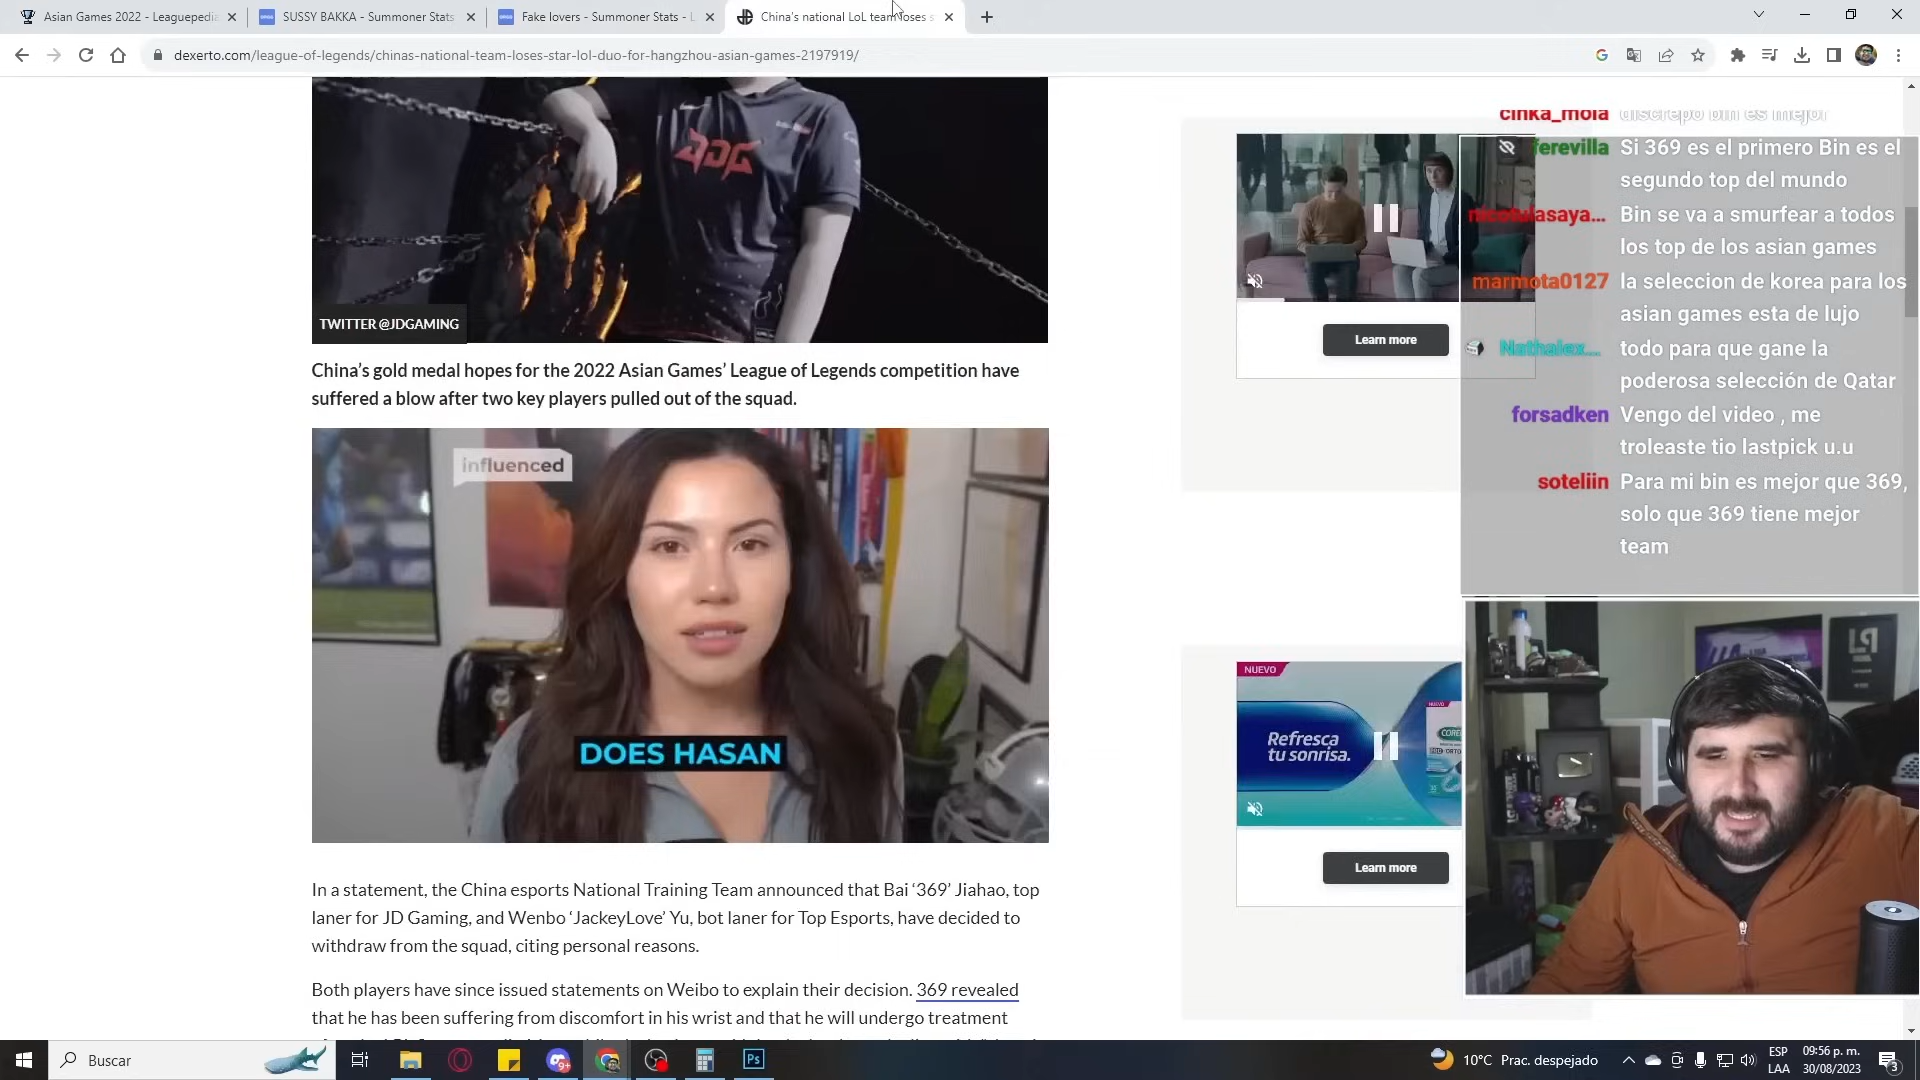 Asian Games 2022 - Leaguepedia
SUSSY BAKKA - Summoner Stats
Fake lovers - Summoner Stats - L
China's national LoL team loses s
dexerto.com/league-of-legends/chinas-national-team-loses-star-lol-duo-for-hangzhou-asian-games-2197919/
JDG
TWITTER @JDGAMING
China's gold medal hopes for the 2022 Asian Games' League of Legends competition have
suffered a blow after two key players pulled out of the squad.
influenced
DOES HASAN
In a statement, the China esports National Training Team announced that Bai '369' Jiahao, top
laner for JD Gaming, and Wenbo 'JackeyLove' Yu, bot laner for Top Esports, have decided to
withdraw from the squad, citing personal reasons.
Both players have since issued statements on Weibo to explain their decision. 369 revealed
that he has been suffering from discomfort in his wrist and that he will undergo treatment
Learn more
NUEVO
Refresca
tu sonrisa.
Learn more
cinka_mola discrepo bin es mejor
ferevilla Si 369 es el primero Bin es el
segundo top del mundo
nicotulasaya... Bin se va a smurfear a todos
los top de los asian games
marmota0127 la seleccion de korea para los
asian games esta de lujo
Nathalex... todo para que gane la
poderosa selección de Qatar
forsadken Vengo del video , me
troleaste tio lastpick u.u
soteliin Para mi bin es mejor que 369,
solo que 369 tiene mejor
team
Buscar
9+
Ps
10°C Prac. despejado
ESP
LAA
09:56 p. m.
30/08/2023
3